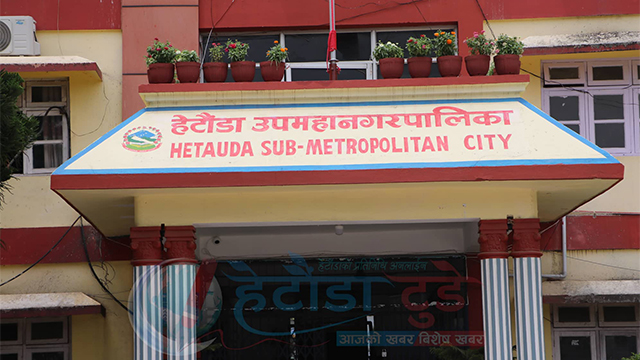 हेटौंडा उपमहानगरपालिका
HETAUDA SUB-METROPOLITAN CITY
हेटौंडा टुडे
आजको खबर विशेष खबर